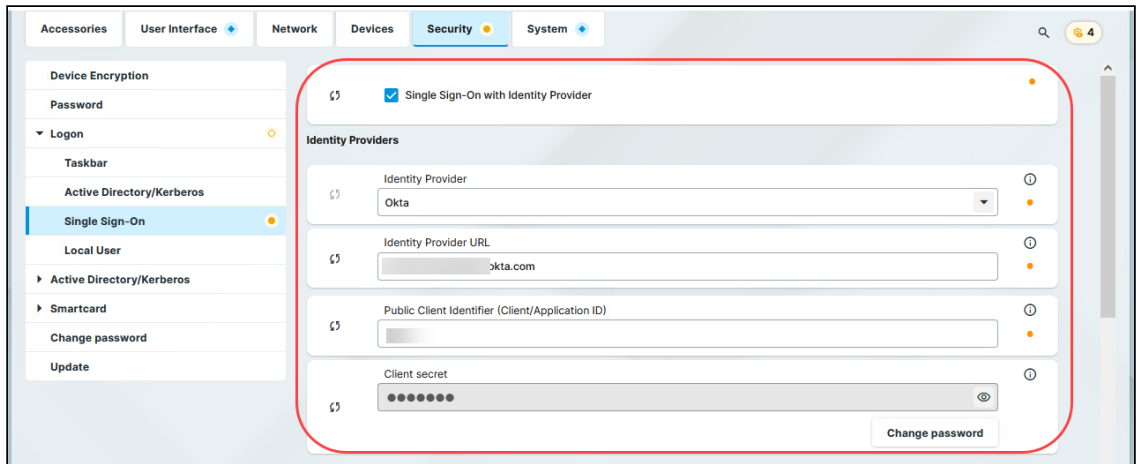 Accessories User Interface Network Devices Security System 4
Device Encryption
Password
Logon
Taskbar
Active Directory/Kerberos
Single Sign-On
Local User
Active Directory/Kerberos
Smartcard
Change password
Update
Single Sign-On with Identity Provider
Identity Providers
Identity Provider
Okta
Identity Provider URL
okta.com
Public Client Identifier (Client/Application ID)
Client secret
Change password